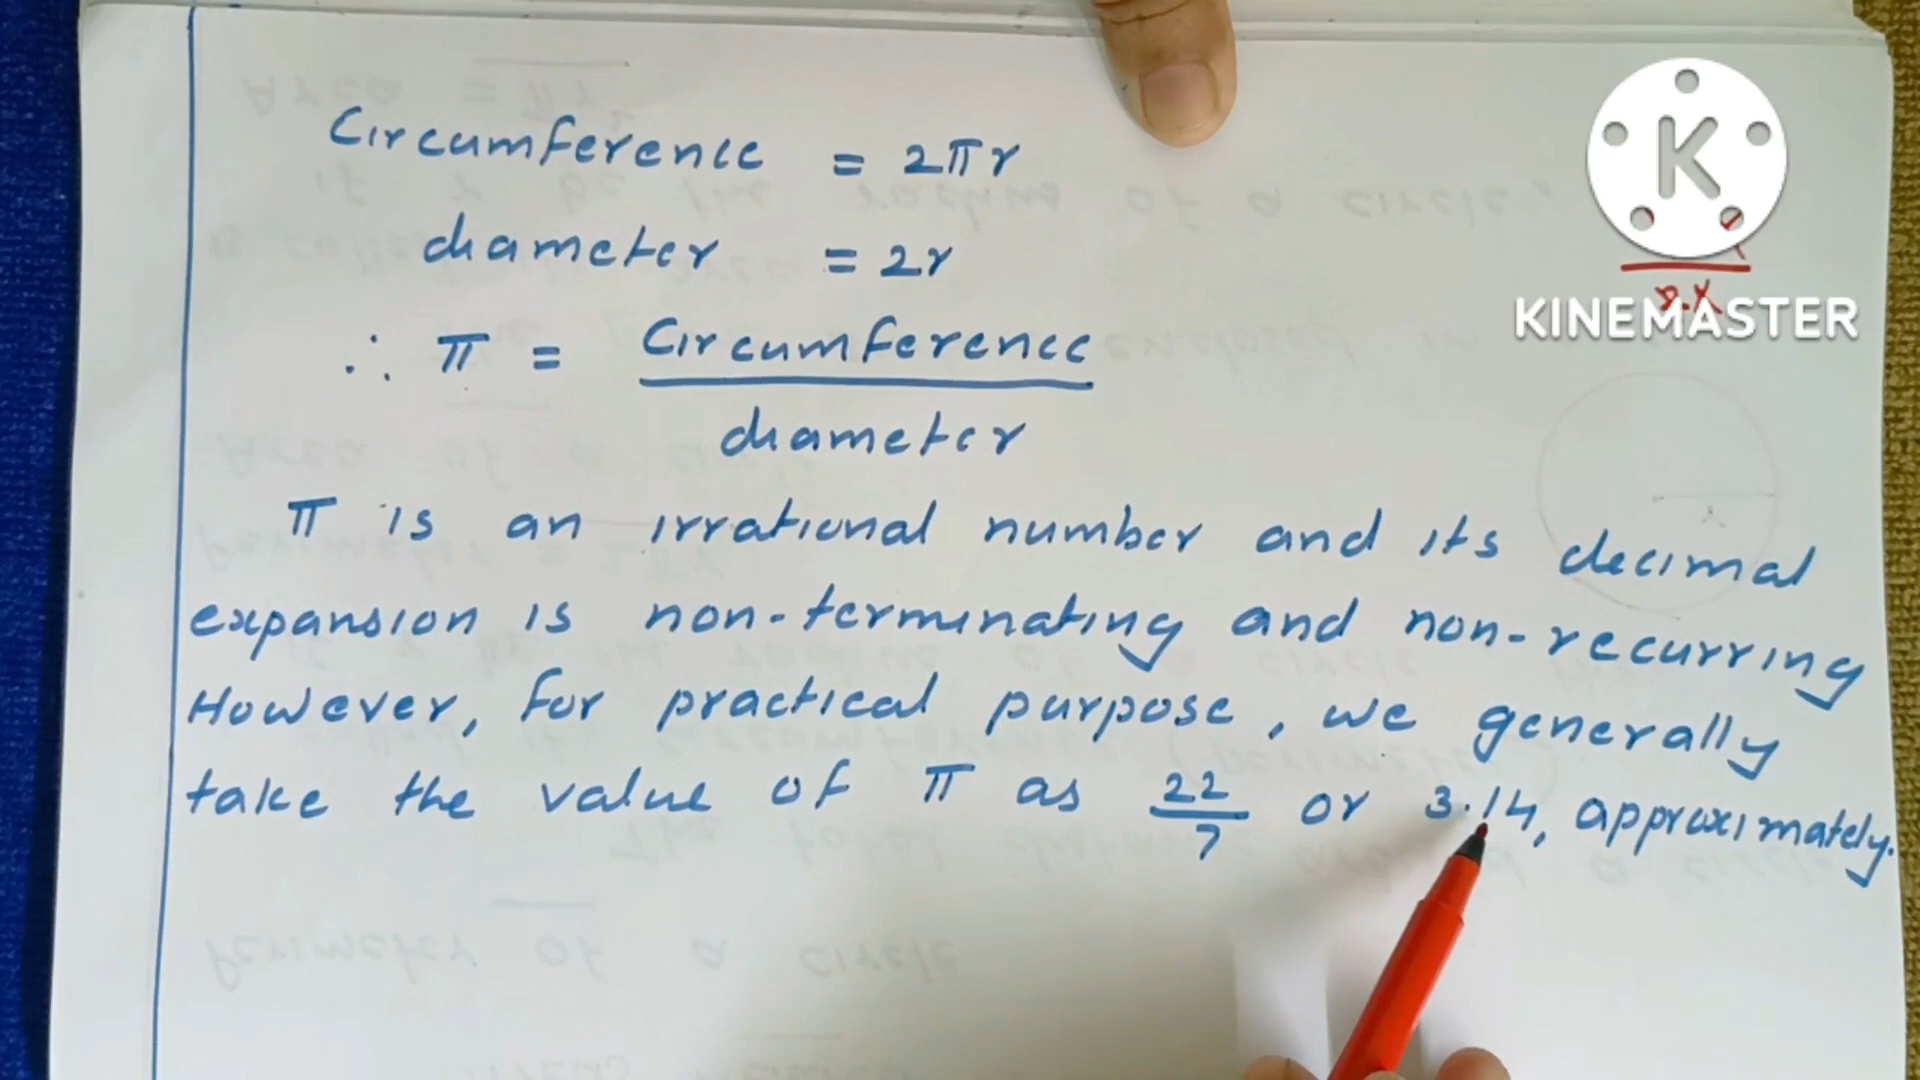 Circumference = 2πr
diameter = 2r
∴ π = Circumference
diameter
π is an irrational number and its decimal
expansion is non-terminating and non-recurring
However, for practical purpose, we generally
take the value of π as 22/7 or 3.14, approximately.
K
KINEMASTER